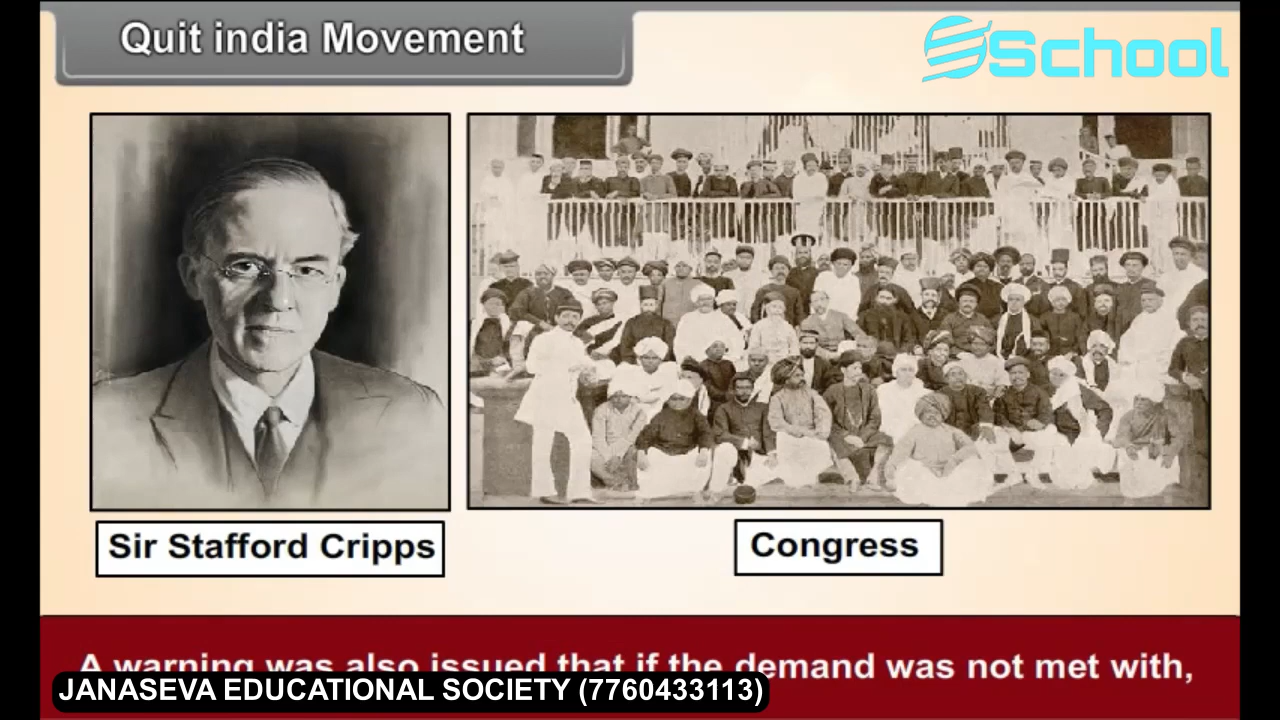 Quit india Movement
School
Sir Stafford Cripps
Congress
A warning was also issued that if the demand was not met with,
JANASEVA EDUCATIONAL SOCIETY (7760433113)